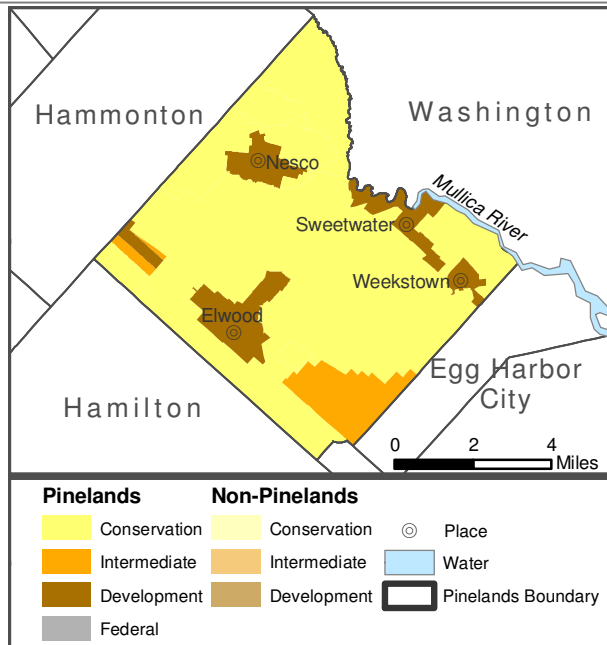 Hammonton
Washington
Nesco
Mullica River
Sweetwater
Weekstown
Elwood
Egg Harbor
City
Hamilton
0 2 4
Miles
Pinelands Non-Pinelands
Conservation Conservation Place
Intermediate Intermediate Water
Development Development Pinelands Boundary
Federal